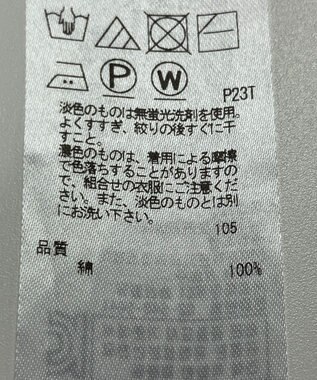 P
W
P23T
淡色のものは無蛍光洗剤を使用。
よくすすぎ、絞りの後すぐに干
すこと。
濃色のものは、着用による摩擦
で色落ちすることがありますの
で、組合せの衣服にご注意くだ
さい。また、淡色のものとは別
にお洗い下さい。
105
品質
綿 100%